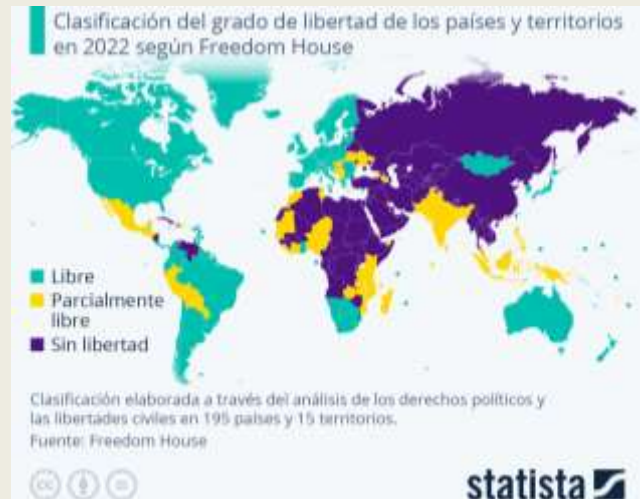 Clasificación del grado de libertad de los países y territorios
en 2022 según Freedom House
Libre
Parcialmente
libre
Sin libertad
Clasificación elaborada a través del análisis de los derechos políticos y
las libertades civiles en 195 países y 15 territorios.
Fuente: Freedom House
statista